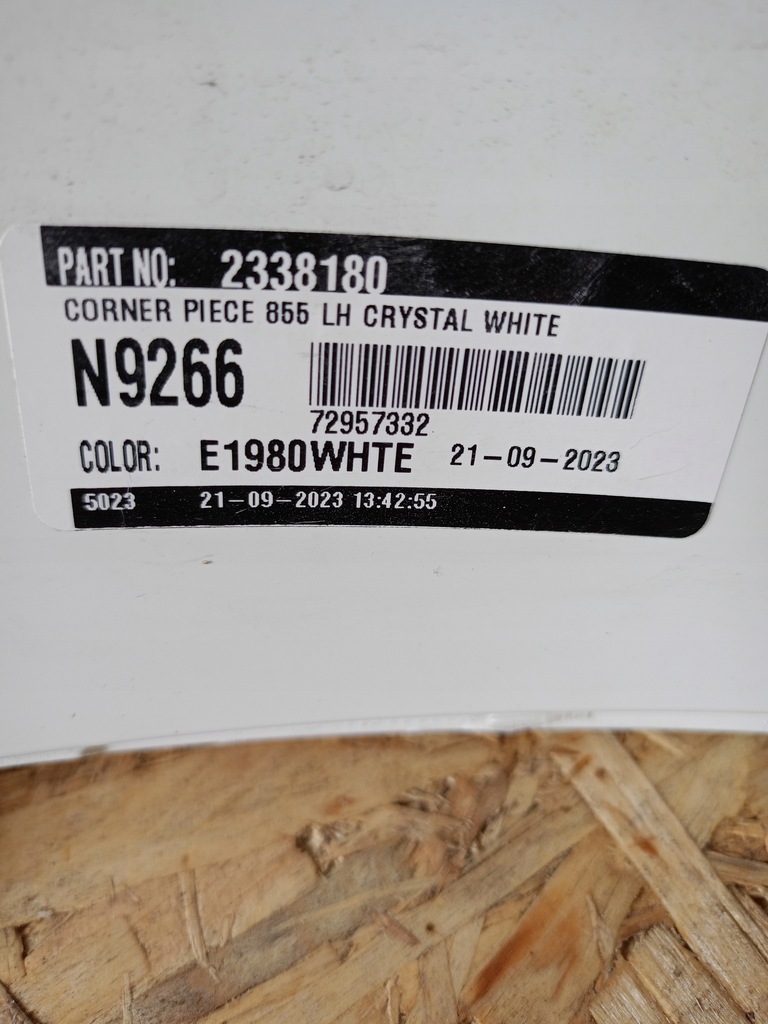 PART NO: 2338180
CORNER PIECE 855 LH CRYSTAL WHITE
N9266
72957332
COLOR: E1980WHTE 21-09-2023
5023 21-09-2023 13:42:55